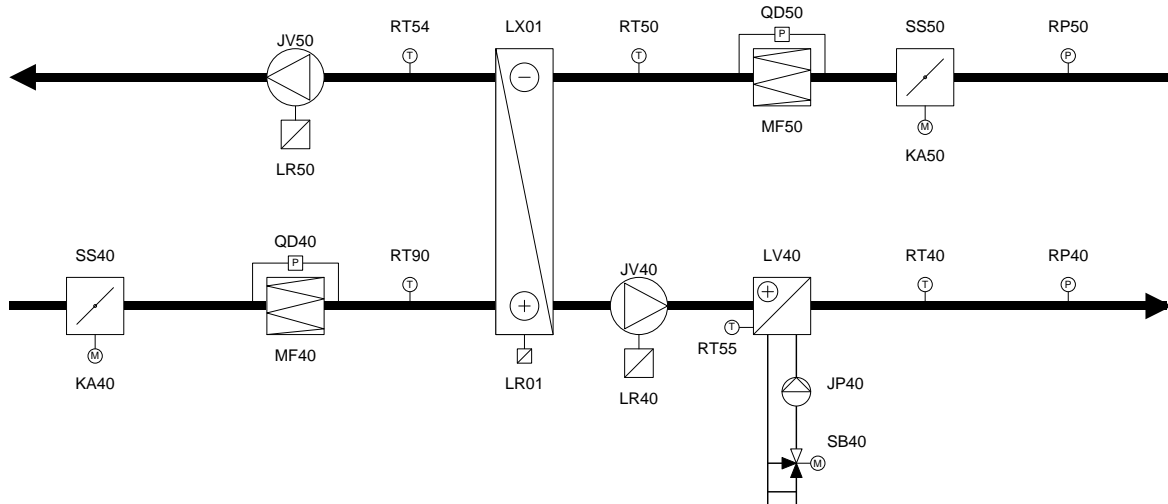 QD50
RT54
LX01
RT50
P
SS50
RP50
JV50
T
T
P
MF50
M
LR50
KA50
SS40
QD40
RT90
LV40
RT40
RP40
P
JV40
T
T
P
T
RT55
MF40
M
KA40
LR01
LR40
JP40
SB40
M